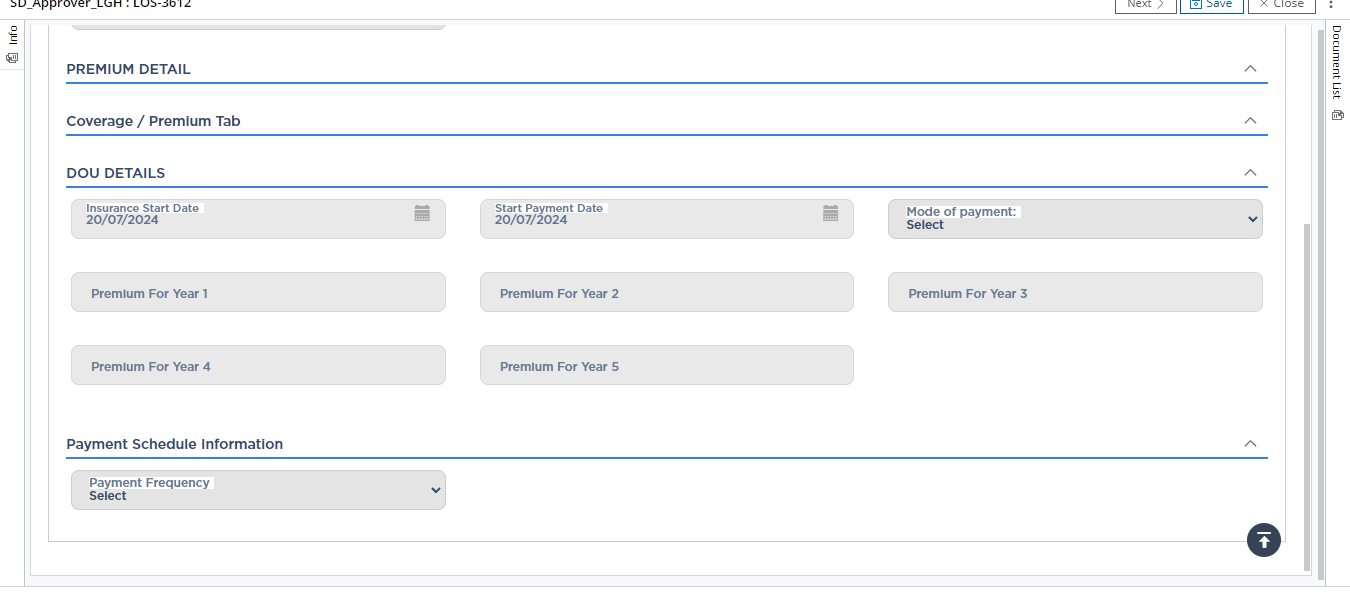 SD_Approver_LGH : LOS-3612
Next
Save
Close
Info
Document List
PREMIUM DETAIL
Coverage / Premium Tab
DOU DETAILS
Insurance Start Date
20/07/2024
Start Payment Date
20/07/2024
Mode of payment:
Select
Premium For Year 1
Premium For Year 2
Premium For Year 3
Premium For Year 4
Premium For Year 5
Payment Schedule Information
Payment Frequency
Select